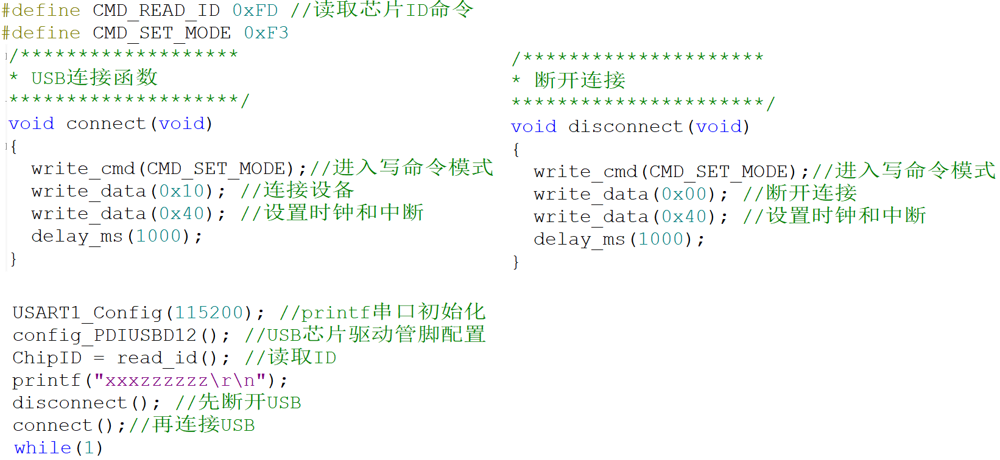 #define CMD_READ_ID 0xFD //读取芯片ID命令
#define CMD_SET_MODE 0xF3
/*******************
* USB连接函数
********************/
void connect(void)
{
write_cmd(CMD_SET_MODE);//进入写命令模式
write_data(0x10); //连接设备
write_data(0x40); //设置时钟和中断
delay_ms(1000);
}
/*********************
* 断开连接
**********************/
void disconnect(void)
{
write_cmd(CMD_SET_MODE);//进入写命令模式
write_data(0x00); //断开连接
write_data(0x40); //设置时钟和中断
delay_ms(1000);
}
USART1_Config(115200); //printf串口初始化
config_PDIUSBD12(); //USB芯片驱动管脚配置
ChipID = read_id(); //读取ID
printf("xxxzzzzzz\r\n");
disconnect(); //先断开USB
connect();//再连接USB
while(1)